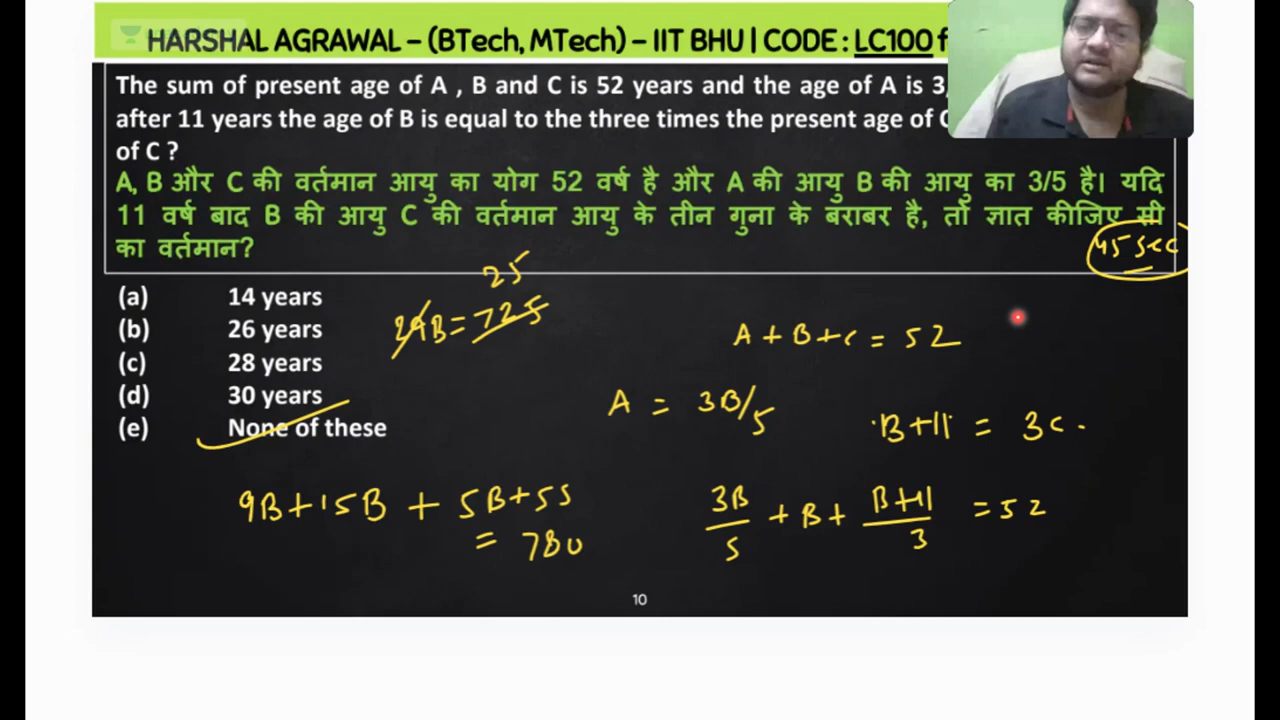 HARSHAL AGRAWAL – (BTech, MTech) – IIT BHU | CODE : LC100 f
The sum of present age of A , B and C is 52 years and the age of A is 3
after 11 years the age of B is equal to the three times the present age of
of C ?
A, B और C की वर्तमान आयु का योग 52 वर्ष है और A की आयु B की आयु का 3/5 है। यदि
11 वर्ष बाद B की आयु C की वर्तमान आयु के तीन गुना के बराबर है, तो ज्ञात कीजिए सी
का वर्तमान?
45 sec
(a) 14 years
(b) 26 years
(c) 28 years
(d) 30 years
(e) None of these
25
29B = 725
A + B + C = 52
A = 3B/5
B+11 = 3C
9B+15B + 5B+55
= 780
3B/5 + B + B+11/3 = 52
10